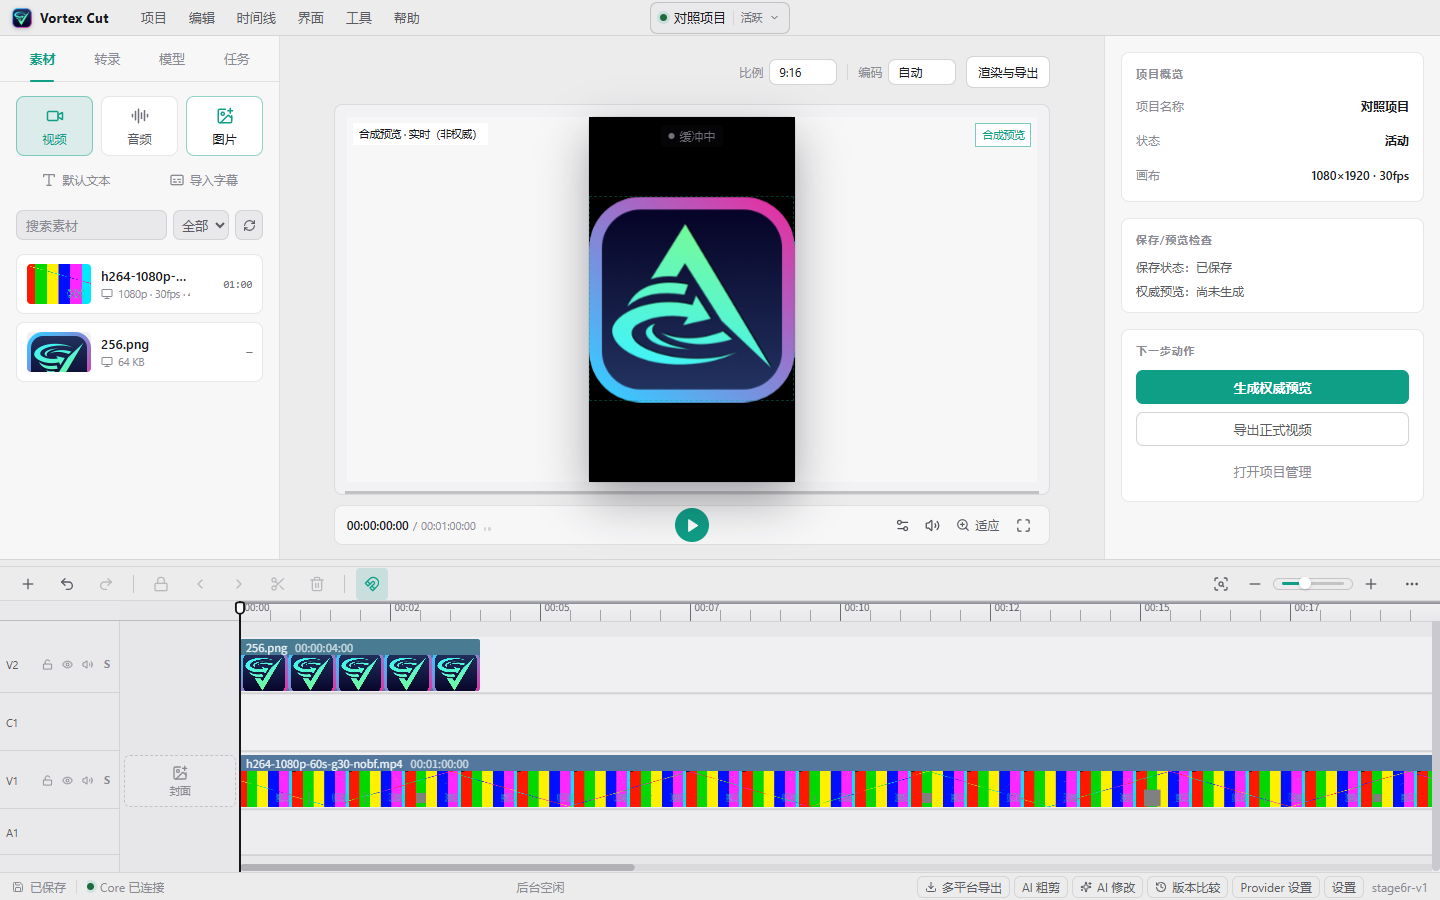 Vortex Cut 项目 编辑 时间线 界面 工具 帮助 对照项目 活跃
素材 转录 模型 任务
视频 音频 图片
默认文本 导入字幕
搜索素材 全部
h264-1080p-...
1080p · 30fps ·
01:00
256.png
64 KB
–
比例 9:16 编码 自动 渲染与导出
合成预览 · 实时（非权威） 缓冲中 合成预览
00:00:00:00 / 00:01:00:00 适应
项目概览
项目名称 对照项目
状态 活动
画布 1080×1920 · 30fps
保存/预览检查
保存状态：已保存
权威预览：尚未生成
下一步动作
生成权威预览
导出正式视频
打开项目管理
00:00 00:02 00:05 00:07 00:10 00:12 00:15 00:17
V2 S 256.png 00:00:04:00
C1
V1 S 封面 h264-1080p-60s-g30-nobf.mp4 00:01:00:00
A1
已保存 Core 已连接 后台空闲 多平台导出 AI 粗剪 AI 修改 版本比较 Provider 设置 设置 stage6r-v1